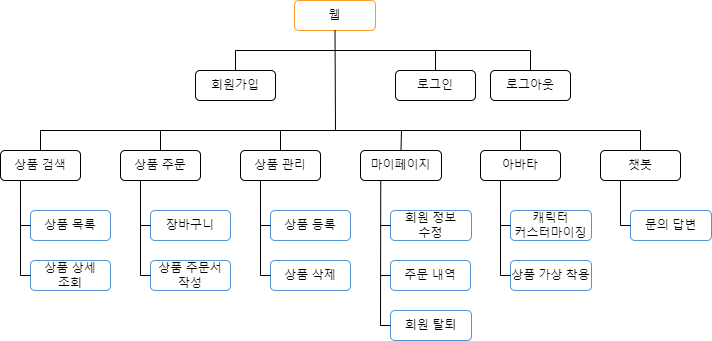 웹
회원가입
로그인
로그아웃
상품 검색
상품 주문
상품 관리
마이페이지
아바타
챗봇
상품 목록
장바구니
상품 등록
회원 정보
수정
캐릭터
커스터마이징
문의 답변
상품 상세
조회
상품 주문서
작성
상품 삭제
주문 내역
상품 가상 착용
회원 탈퇴